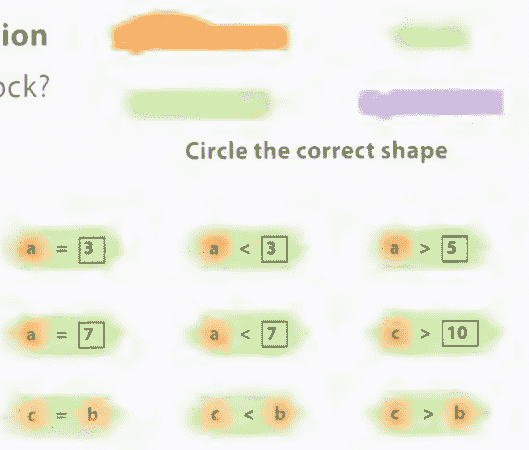 ion
ock?
Circle the correct shape
a = 3 a < 3 a > 5
a = 7 a < 7 c > 10
c = b c < b c > b